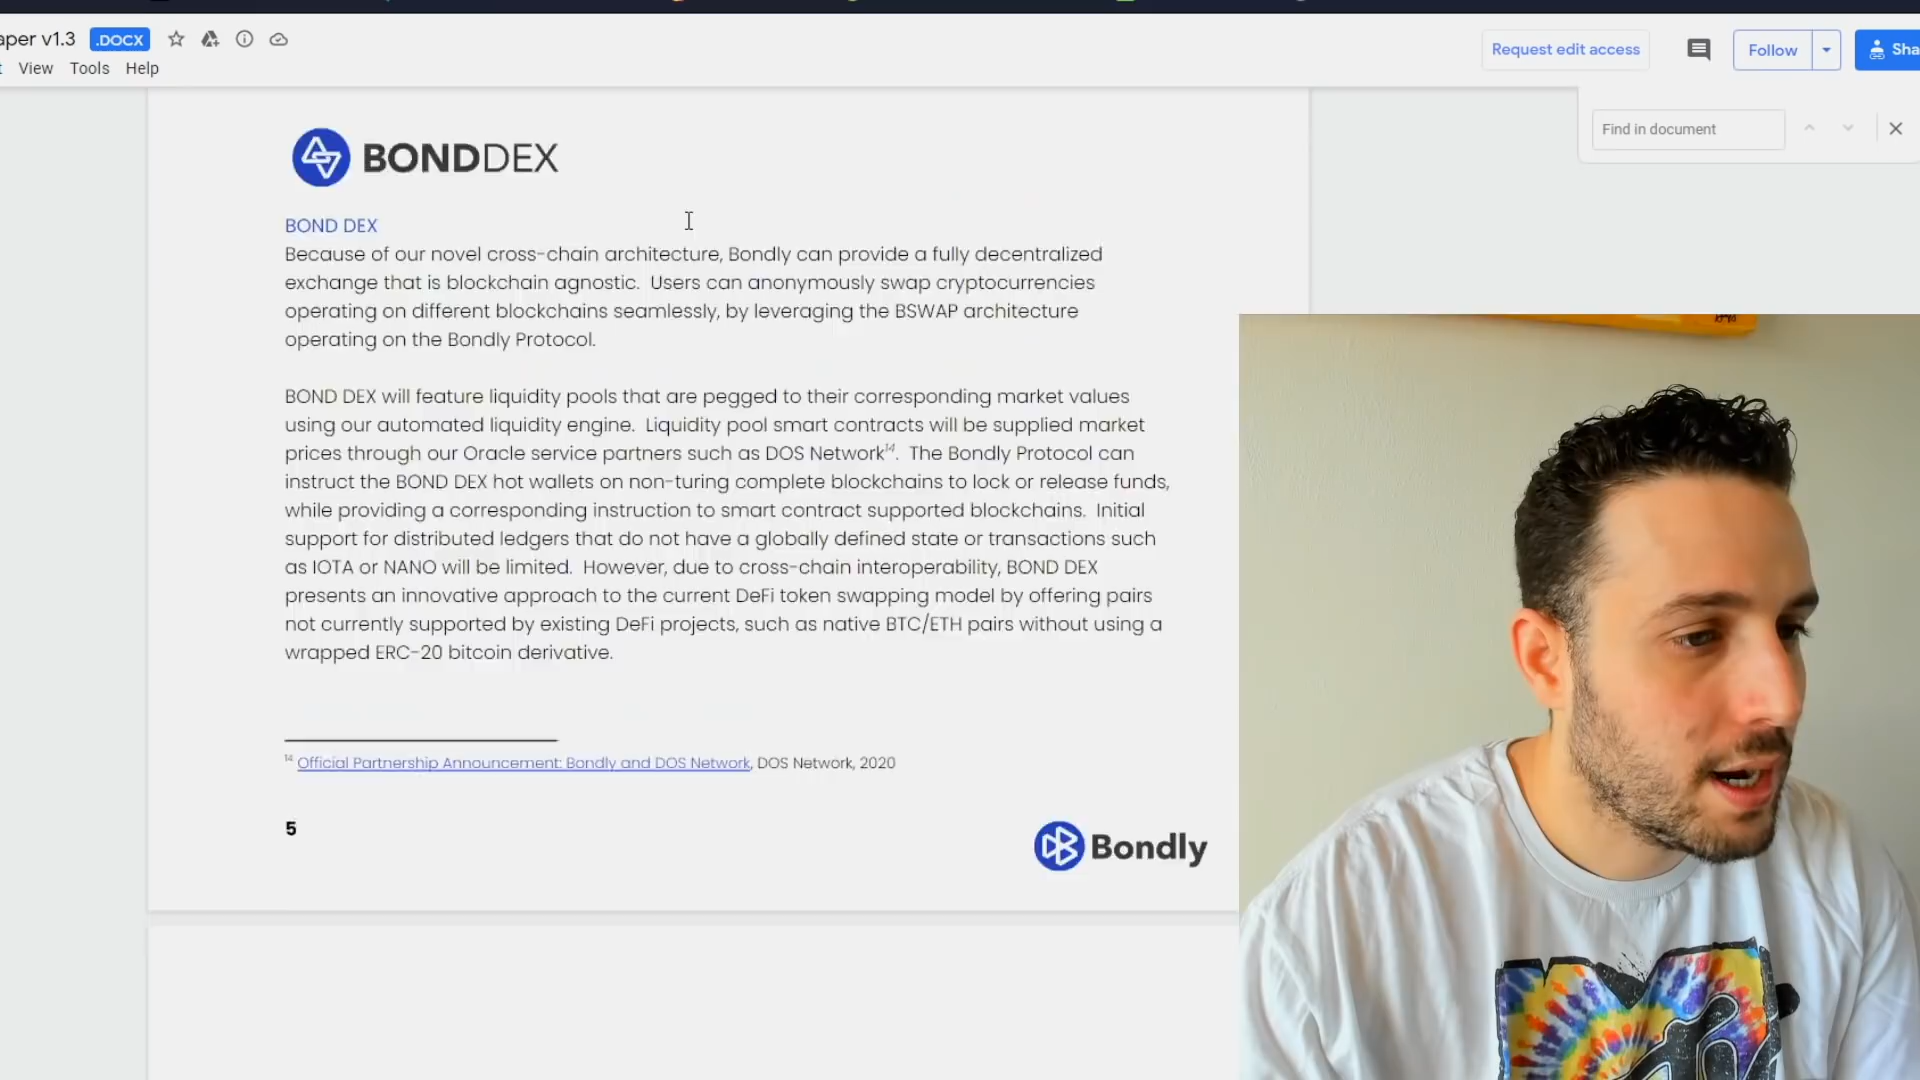 aper v1.3 .DOCX
View Tools Help
Request edit access
Follow
Sha
Find in document
BONDDEX
BOND DEX
Because of our novel cross-chain architecture, Bondly can provide a fully decentralized
exchange that is blockchain agnostic. Users can anonymously swap cryptocurrencies
operating on different blockchains seamlessly, by leveraging the BSWAP architecture
operating on the Bondly Protocol.
BOND DEX will feature liquidity pools that are pegged to their corresponding market values
using our automated liquidity engine. Liquidity pool smart contracts will be supplied market
prices through our Oracle service partners such as DOS Network14. The Bondly Protocol can
instruct the BOND DEX hot wallets on non-turing complete blockchains to lock or release funds,
while providing a corresponding instruction to smart contract supported blockchains. Initial
support for distributed ledgers that do not have a globally defined state or transactions such
as IOTA or NANO will be limited. However, due to cross-chain interoperability, BOND DEX
presents an innovative approach to the current DeFi token swapping model by offering pairs
not currently supported by existing DeFi projects, such as native BTC/ETH pairs without using a
wrapped ERC-20 bitcoin derivative.
14 Official Partnership Announcement: Bondly and DOS Network, DOS Network, 2020
5
Bondly